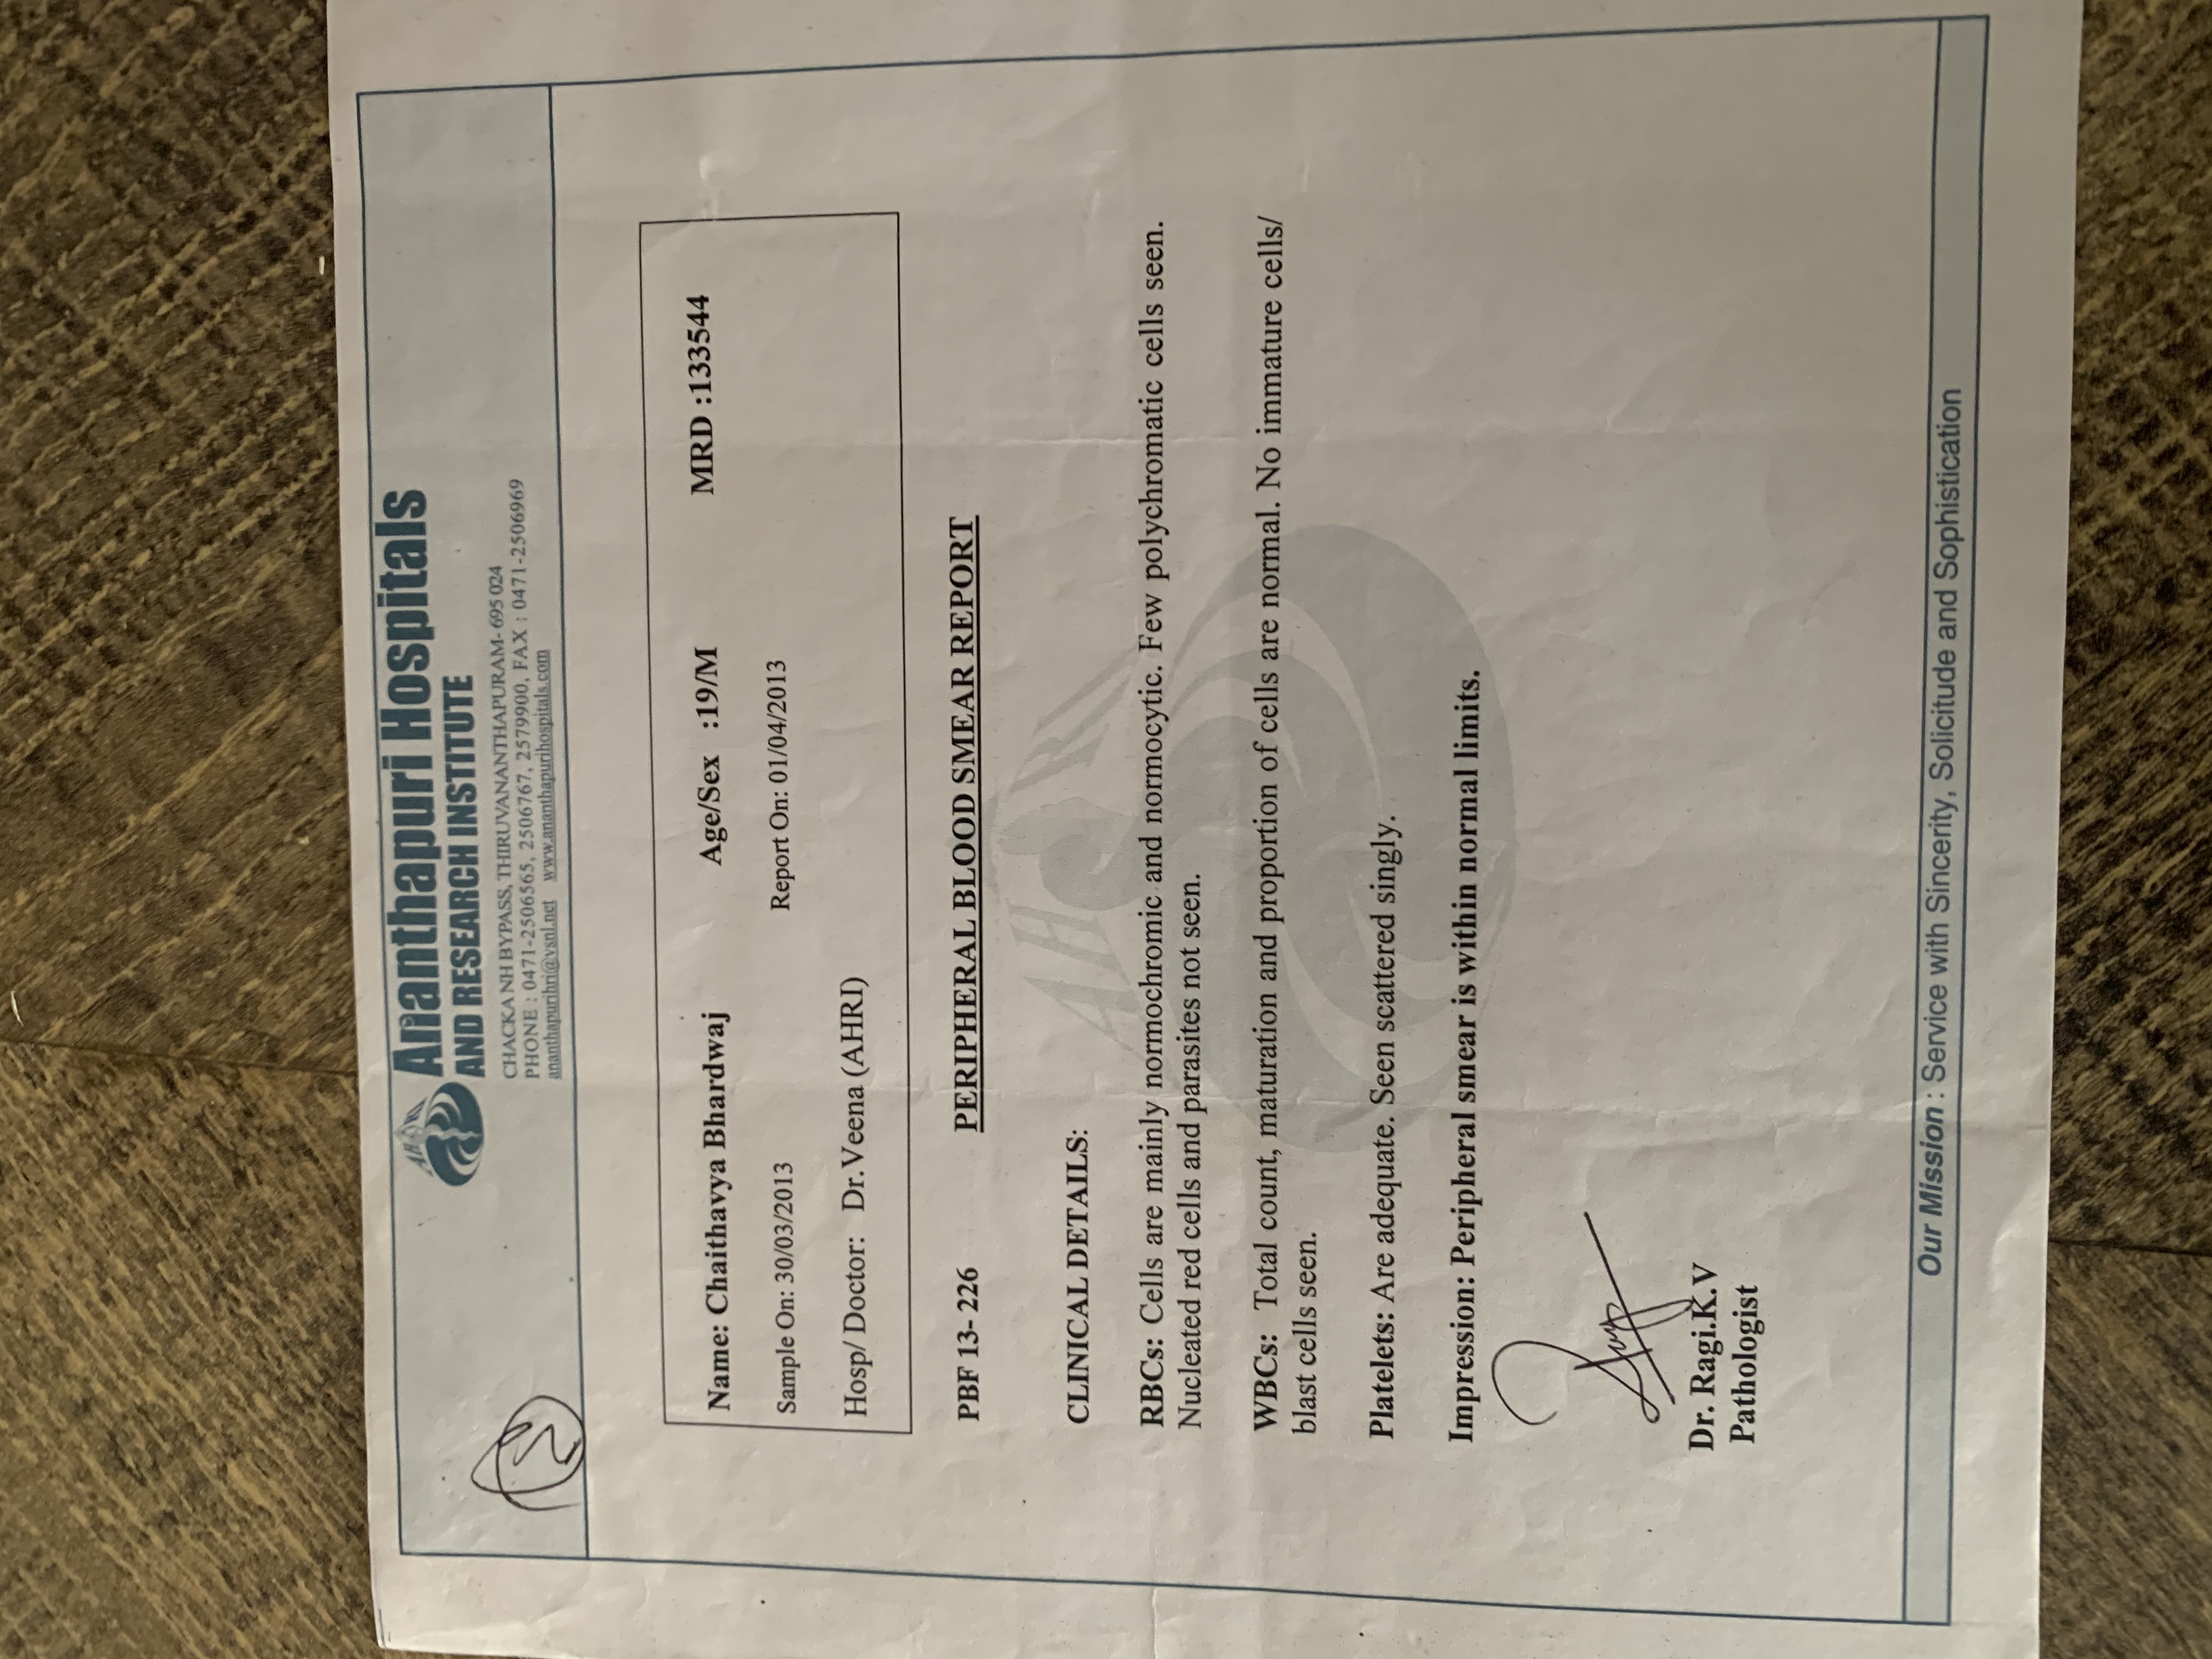 AHRI
Ananthapuri Hospitals
AND RESEARCH INSTITUTE
CHACKA NH BYPASS, THIRUVANANTHAPURAM- 695 024
PHONE : 0471-2506565, 2506767, 2579900, FAX : 0471-2506969
ananthapurihri@vsnl.net www.ananthapurihospitals.com
Name: Chaithavya Bhardwaj Age/Sex :19/M MRD :133544
Sample On: 30/03/2013 Report On: 01/04/2013
Hosp/ Doctor: Dr.Veena (AHRI)
PBF 13- 226 PERIPHERAL BLOOD SMEAR REPORT
AHRI
CLINICAL DETAILS:
RBCs: Cells are mainly normochromic and normocytic. Few polychromatic cells seen.
Nucleated red cells and parasites not seen.
WBCs: Total count, maturation and proportion of cells are normal. No immature cells/
blast cells seen.
Platelets: Are adequate. Seen scattered singly.
Impression: Peripheral smear is within normal limits.
Dr. Ragi.K.V
Pathologist
Our Mission : Service with Sincerity, Solicitude and Sophistication